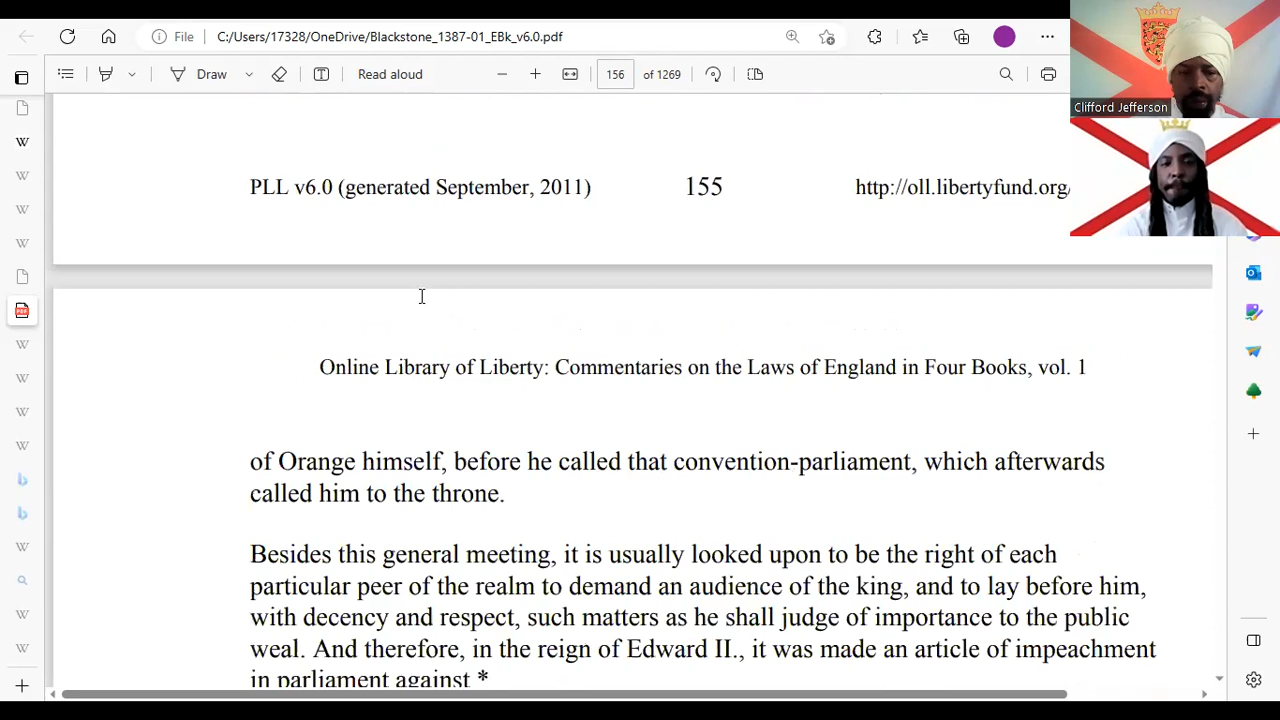 File
C:/Users/17328/OneDrive/Blackstone_1387-01_EBk_v6.0.pdf
Draw
Read aloud
156
of 1269
Clifford Jefferson
PLL v6.0 (generated September, 2011)
155
http://oll.libertyfund.org/
Online Library of Liberty: Commentaries on the Laws of England in Four Books, vol. 1
of Orange himself, before he called that convention-parliament, which afterwards
called him to the throne.
Besides this general meeting, it is usually looked upon to be the right of each
particular peer of the realm to demand an audience of the king, and to lay before him,
with decency and respect, such matters as he shall judge of importance to the public
weal. And therefore, in the reign of Edward II., it was made an article of impeachment
in parliament against *